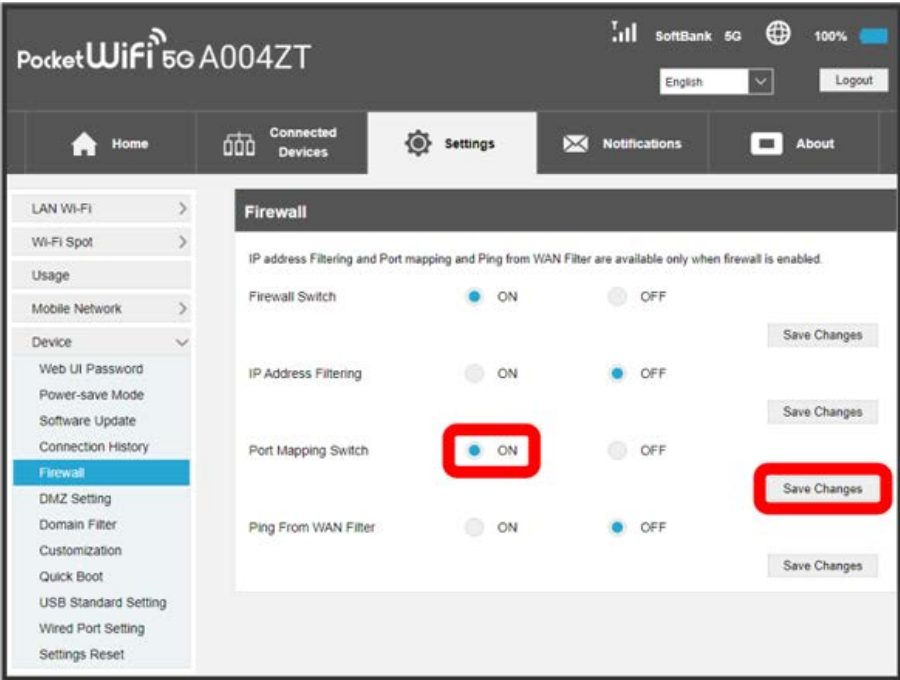 PocketWiFi 5G A004ZT
SoftBank 5G 100%
English Logout
Home
Connected
Devices
Settings
Notifications
About
LAN Wi-Fi
Wi-Fi Spot
Usage
Mobile Network
Device
Web UI Password
Power-save Mode
Software Update
Connection History
Firewall
DMZ Setting
Domain Filter
Customization
Quick Boot
USB Standard Setting
Wired Port Setting
Settings Reset
Firewall
IP address Filtering and Port mapping and Ping from WAN Filter are available only when firewall is enabled.
Firewall Switch ON OFF
Save Changes
IP Address Filtering ON OFF
Save Changes
Port Mapping Switch ON OFF
Save Changes
Ping From WAN Filter ON OFF
Save Changes